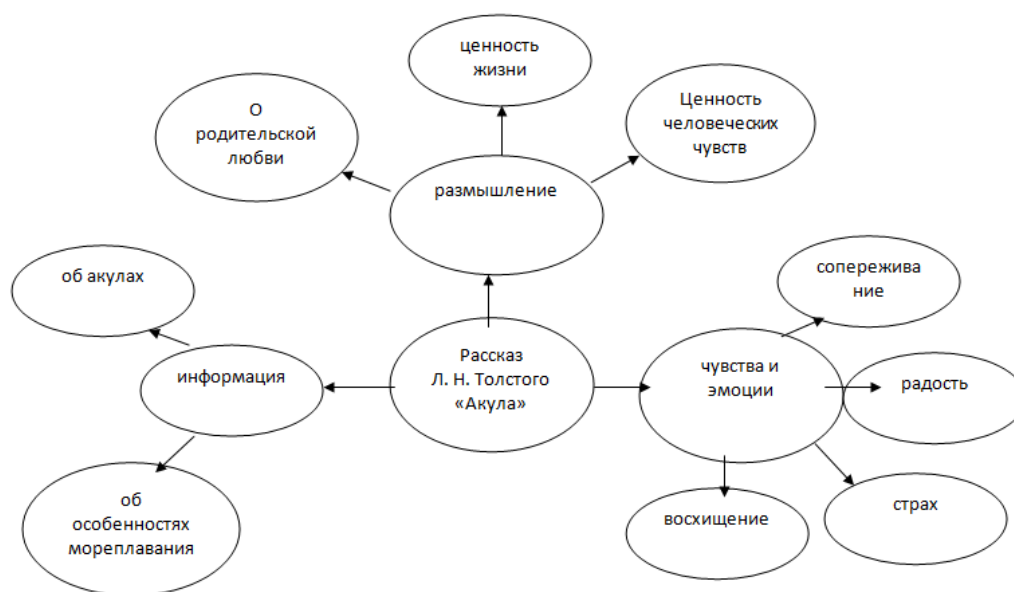 ценность
жизни
О
родительской
любви
Ценность
человеческих
чувств
размышление
об акулах
сопережива
ние
информация
Рассказ
Л. Н. Толстого
«Акула»
чувства и
эмоции
радость
об
особенностях
мореплавания
восхищение
страх